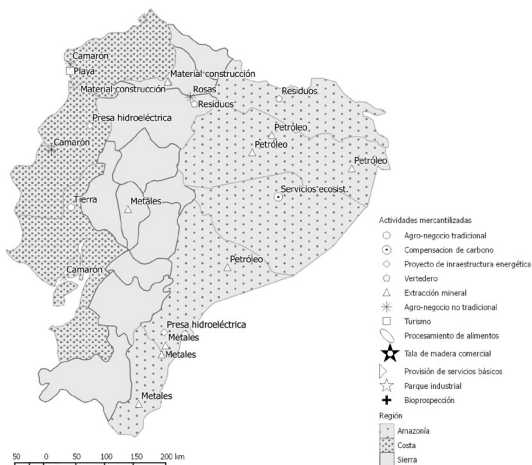 Camarón
Playa
Material construcción
Material construcción
Rosas
Residuos
Residuos
Presa hidroeléctrica
Petróleo
Petróleo
Camarón
Petróleo
Servicios ecosist.
Tierra
Metales
Camarón
Petróleo
Presa hidroeléctrica
Metales
Metales
Metales
Actividades mercantilizadas
Agro-negocio tradicional
Compensacion de carbono
Proyecto de inraestructura energética
Vertedero
Extracción mineral
Agro-negocio no tradicional
Turismo
Procesamiento de alimentos
Tala de madera comercial
Provisión de servicios básicos
Parque industrial
Bioprospección
Región
Amazonía
Costa
Sierra
50 0 50 100 150 200 km